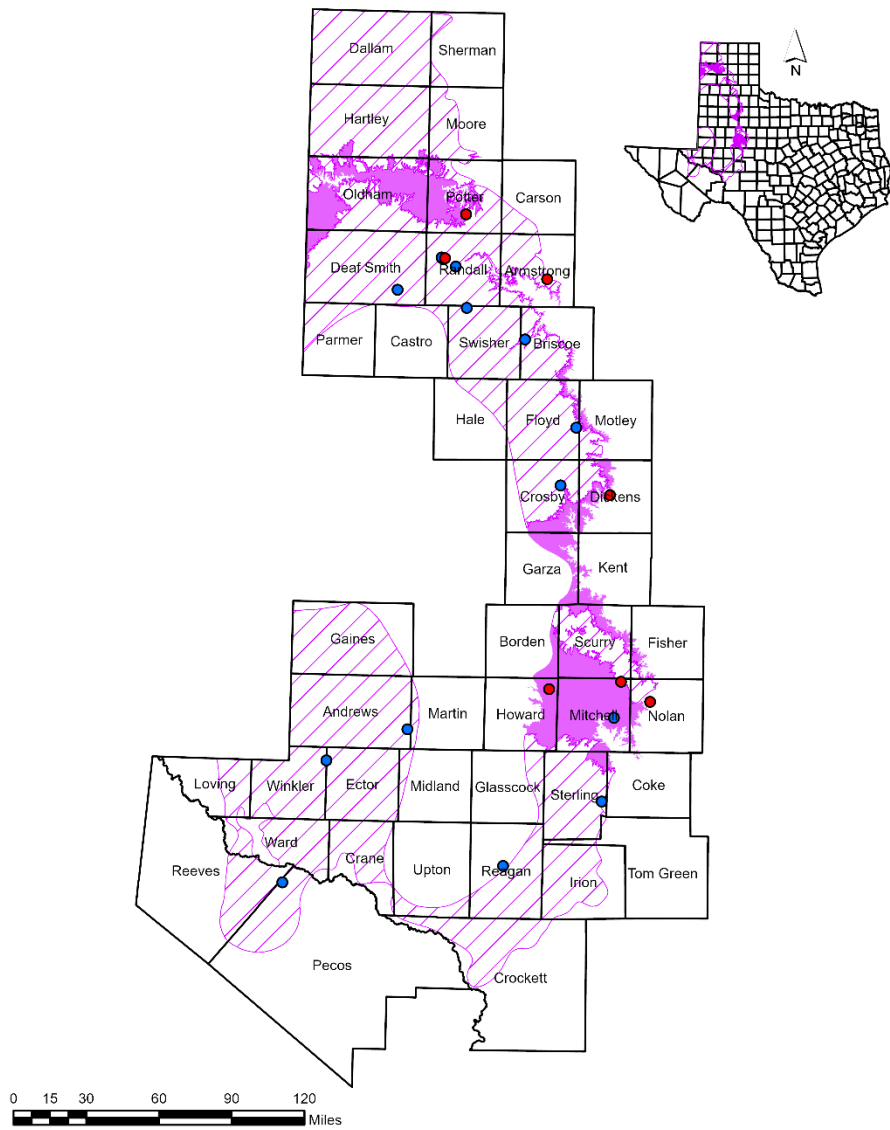 Dallam
Sherman
N
Hartley
Moore
Oldham
Potter
Carson
Deaf Smith
Randall
Armstrong
Parmer
Castro
Swisher
Briscoe
Hale
Floyd
Motley
Crosby
Dickens
Garza
Kent
Gaines
Borden
Scurry
Fisher
Andrews
Martin
Howard
Mitchell
Nolan
Loving
Winkler
Ector
Midland
Glasscock
Sterling
Coke
Reeves
Ward
Crane
Upton
Reagan
Irion
Tom Green
Pecos
Crockett
0 15 30 60 90 120
Miles